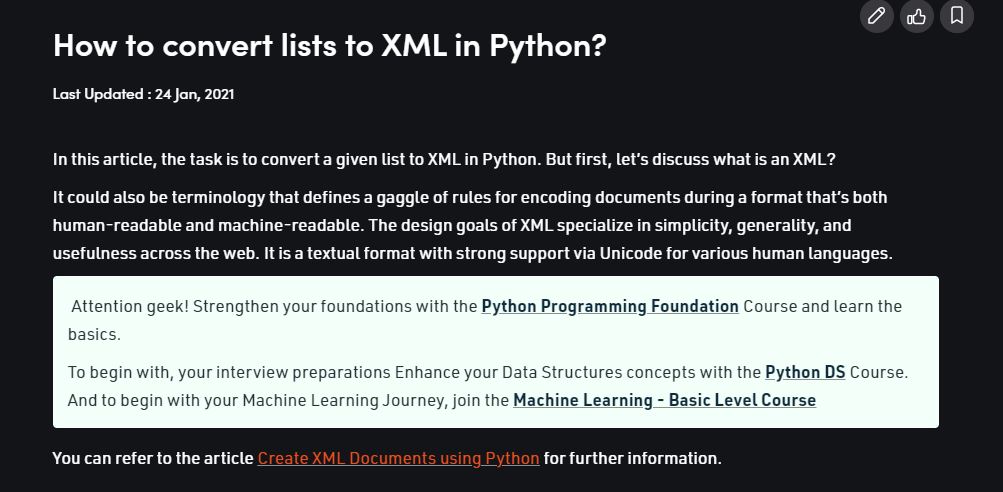 How to convert lists to XML in Python?
Last Updated : 24 Jan, 2021
In this article, the task is to convert a given list to XML in Python. But first, let's discuss what is an XML?
It could also be terminology that defines a gaggle of rules for encoding documents during a format that's both
human-readable and machine-readable. The design goals of XML specialize in simplicity, generality, and
usefulness across the web. It is a textual format with strong support via Unicode for various human languages.
Attention geek! Strengthen your foundations with the Python Programming Foundation Course and learn the
basics.
To begin with, your interview preparations Enhance your Data Structures concepts with the Python DS Course.
And to begin with your Machine Learning Journey, join the Machine Learning - Basic Level Course
You can refer to the article Create XML Documents using Python for further information.